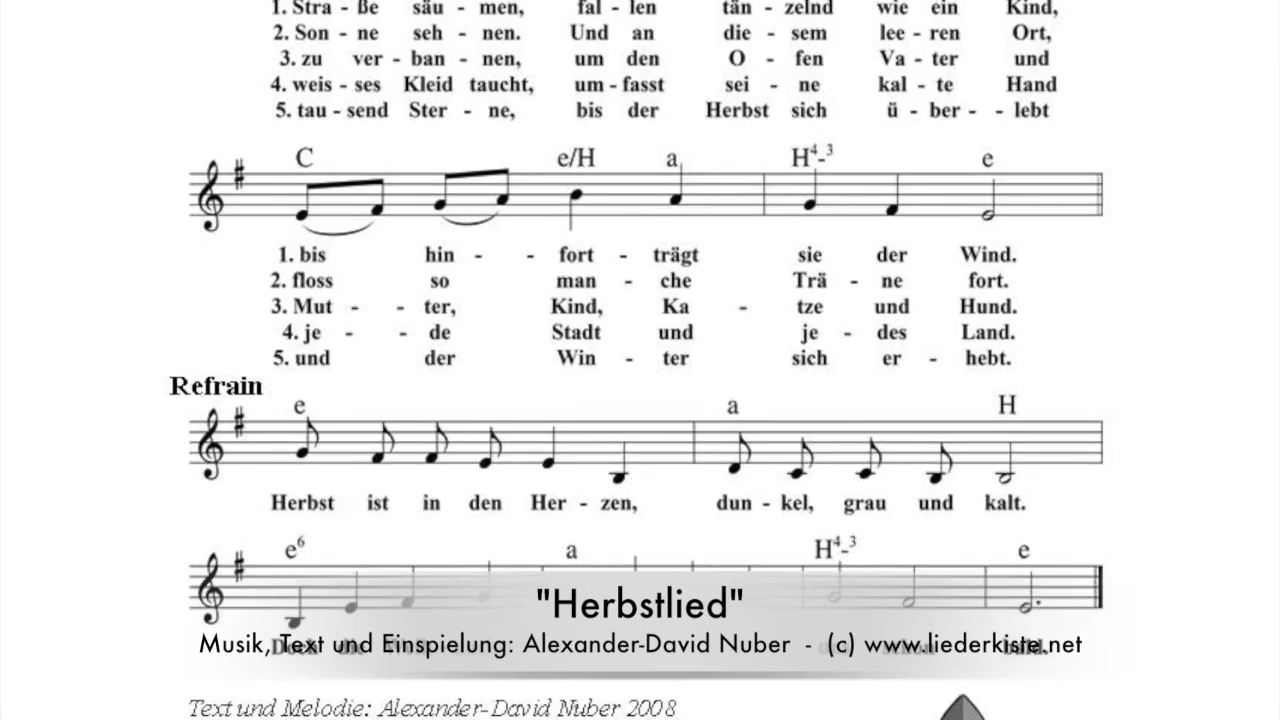 1. Stra - ße säu - men, fal - len tän - zelnd wie ein Kind,
2. Son - ne seh - nen. Und an die - sem lee - ren Ort,
3. zu ver - ban - nen, um den O - fen Va - ter und
4. weis - ses Kleid taucht, um - fasst sei - ne kal - te Hand
5. tau - send Ster - ne, bis der Herbst sich ü - ber - - lebt
C e/H a H4-3 e
1. bis hin - - fort - trägt sie der Wind.
2. floss so man - che Trä - ne fort.
3. Mut - - ter, Kind, Ka - tze und Hund.
4. je - - de Stadt und je - des Land.
5. und der Win - ter sich er - hebt.
Refrain
e a H
Herbst ist in den Her - zen, dun - kel, grau und kalt.
e6 a H4-3 e
"Herbstlied"
Doch die bald.
Musik, Text und Einspielung: Alexander-David Nuber - (c) www.liederkiste.net
Text und Melodie: Alexander-David Nuber 2008